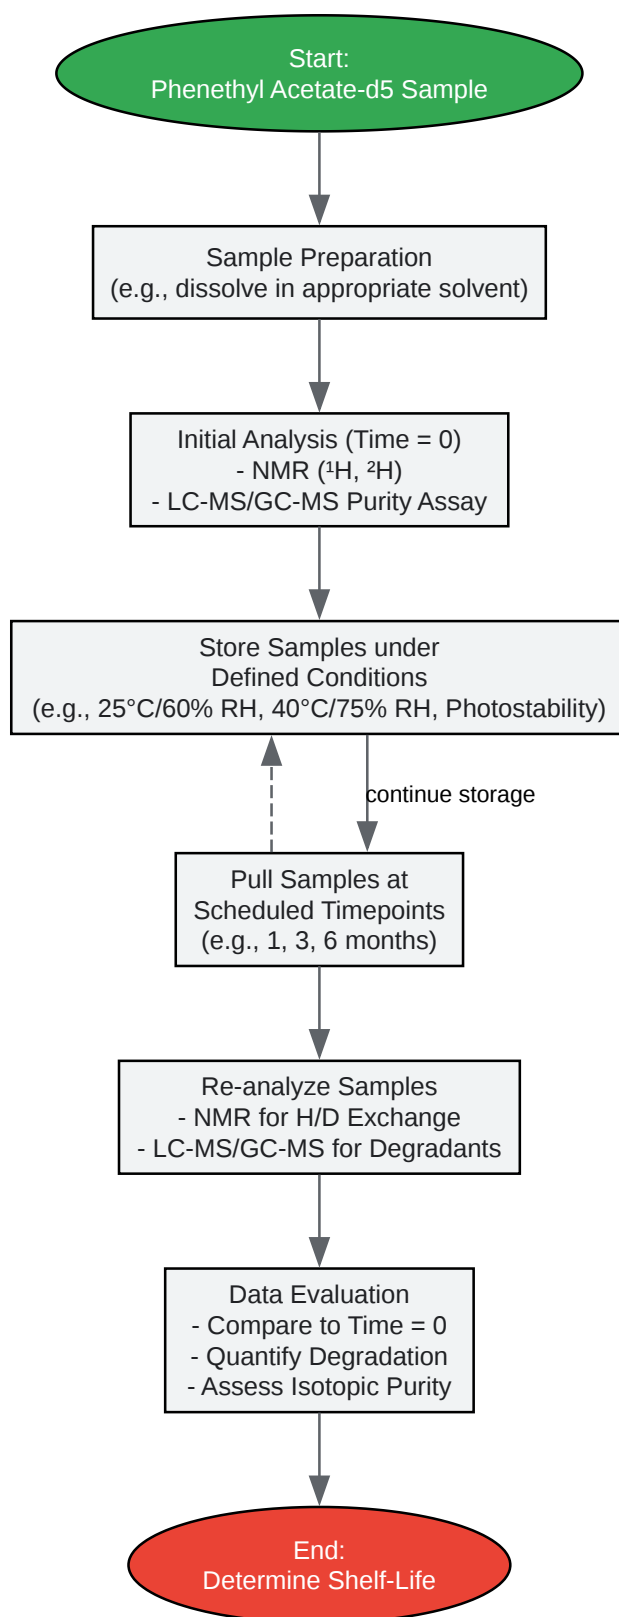 Start:
Phenethyl Acetate-d5 Sample
Sample Preparation
(e.g., dissolve in appropriate solvent)
Initial Analysis (Time = 0)
- NMR (¹H, ²H)
- LC-MS/GC-MS Purity Assay
Store Samples under
Defined Conditions
(e.g., 25°C/60% RH, 40°C/75% RH, Photostability)
continue storage
Pull Samples at
Scheduled Timepoints
(e.g., 1, 3, 6 months)
Re-analyze Samples
- NMR for H/D Exchange
- LC-MS/GC-MS for Degradants
Data Evaluation
- Compare to Time = 0
- Quantify Degradation
- Assess Isotopic Purity
End:
Determine Shelf-Life